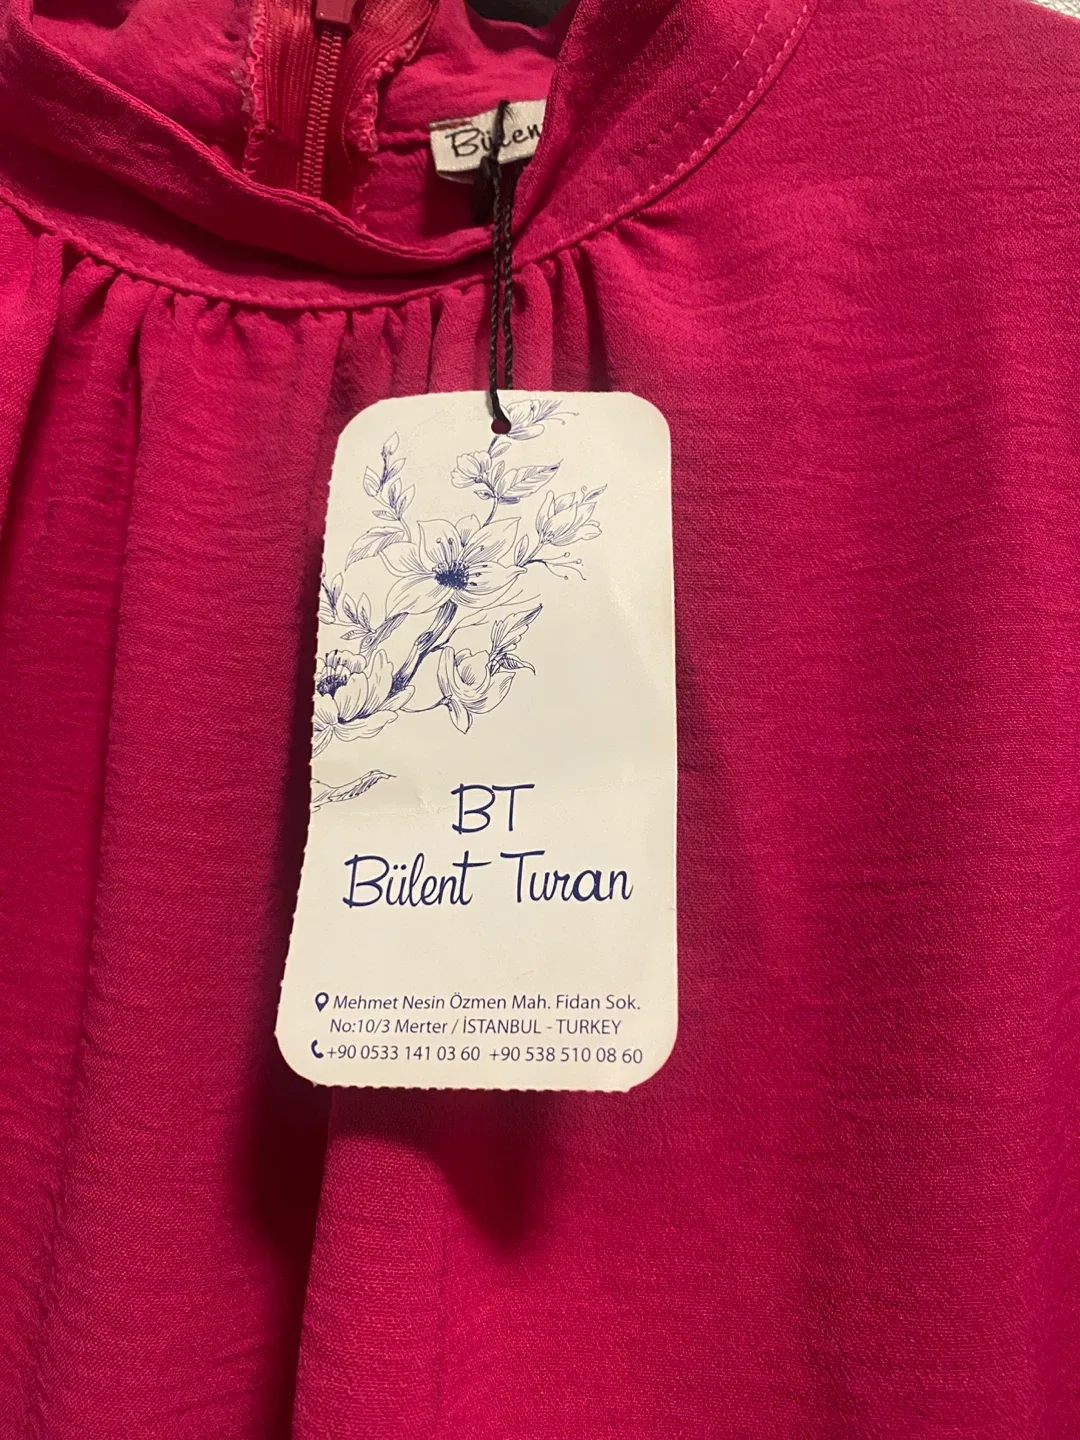 BT
Bülent Turan
Mehmet Nesin Özmen Mah. Fidan Sok.
No:10/3 Merter / İSTANBUL - TURKEY
+90 0533 141 03 60 +90 538 510 08 60